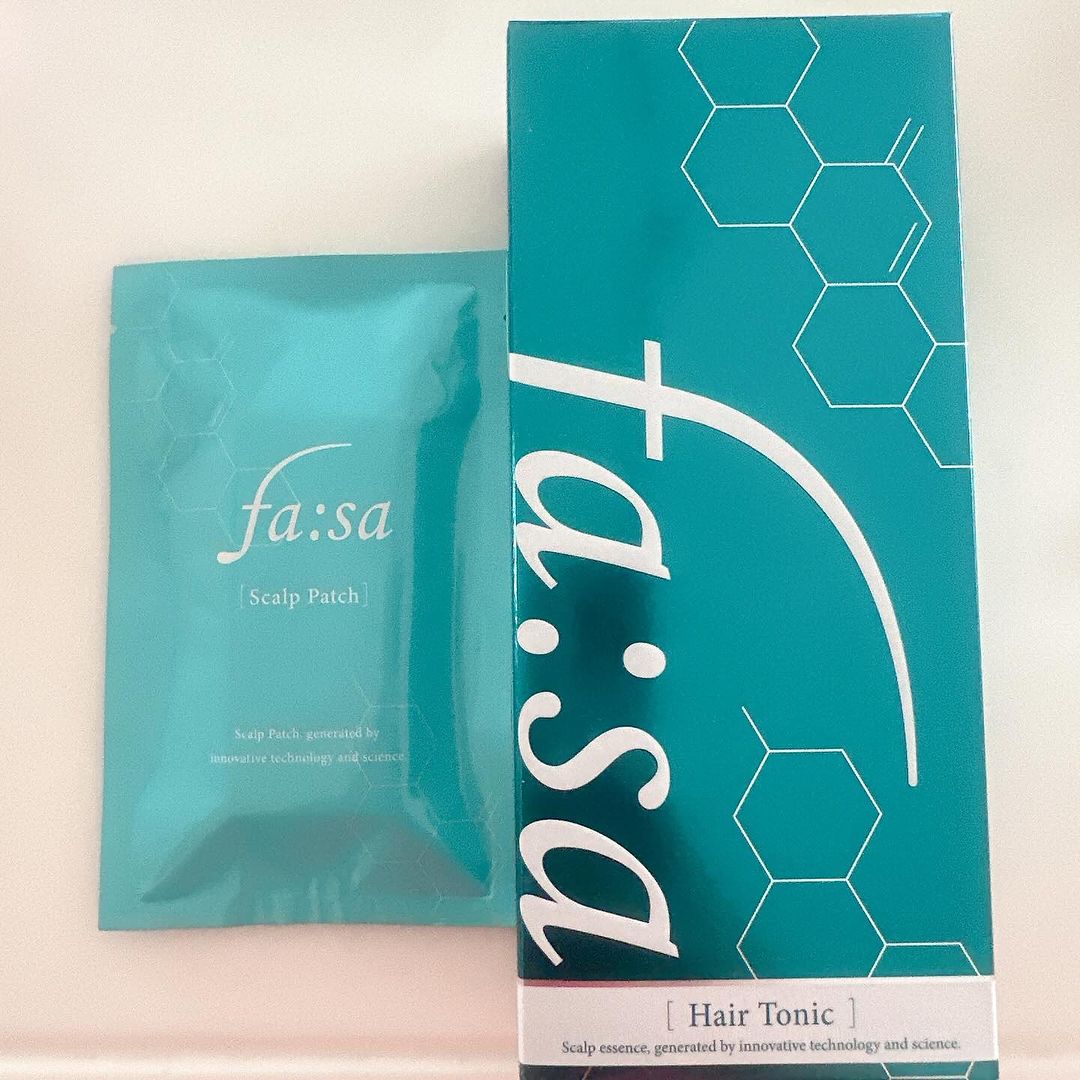 fa:sa
[Scalp Patch]
Scalp Patch, generated by
innovative technology and science.
fa:sa
[ Hair Tonic ]
Scalp essence, generated by innovative technology and science.